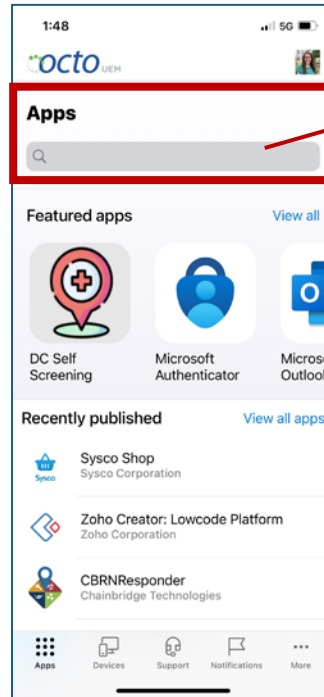 1:48
5G
octo UEM
Apps
Featured apps View all
DC Self Screening
Microsoft Authenticator
Recently published View all apps
Sysco
Sysco Shop
Sysco Corporation
Zoho Creator: Lowcode Platform
Zoho Corporation
CBRNResponder
Chainbridge Technologies
Apps Devices Support Notifications More